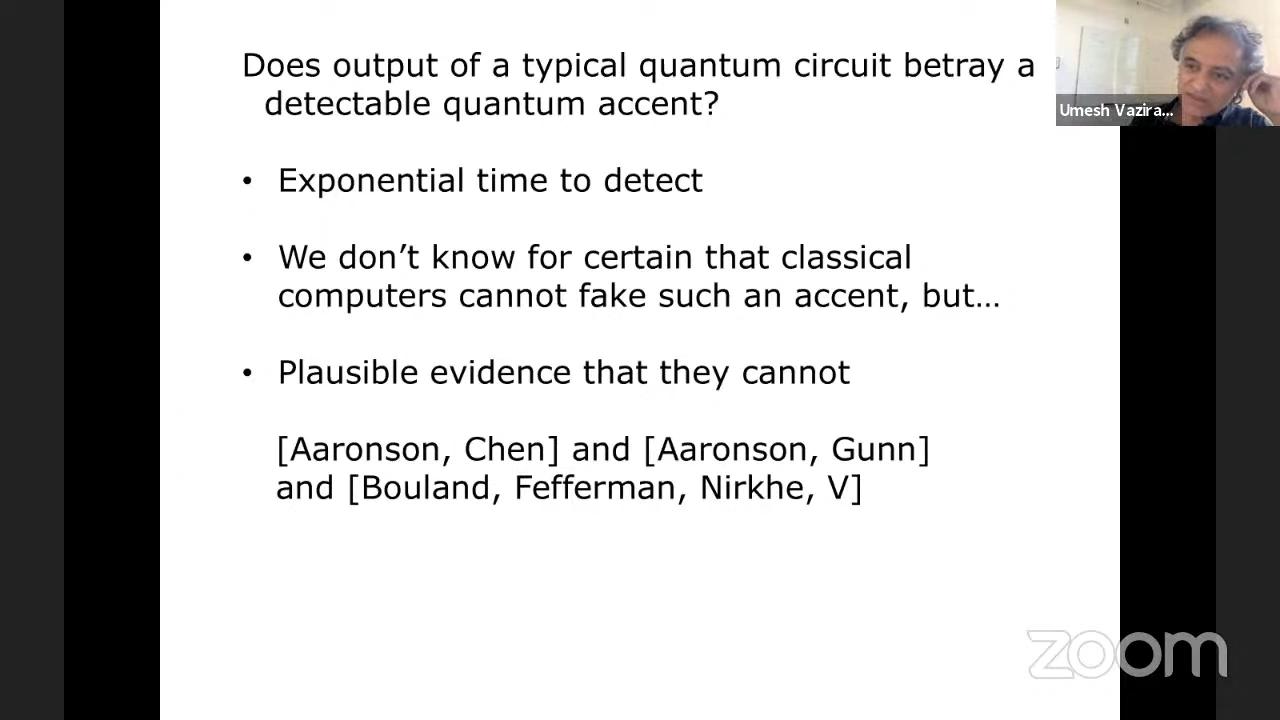 Does output of a typical quantum circuit betray a
detectable quantum accent?
• Exponential time to detect
• We don’t know for certain that classical
computers cannot fake such an accent, but…
• Plausible evidence that they cannot
[Aaronson, Chen] and [Aaronson, Gunn]
and [Bouland, Fefferman, Nirkhe, V]
Umesh Vazira...
zoom